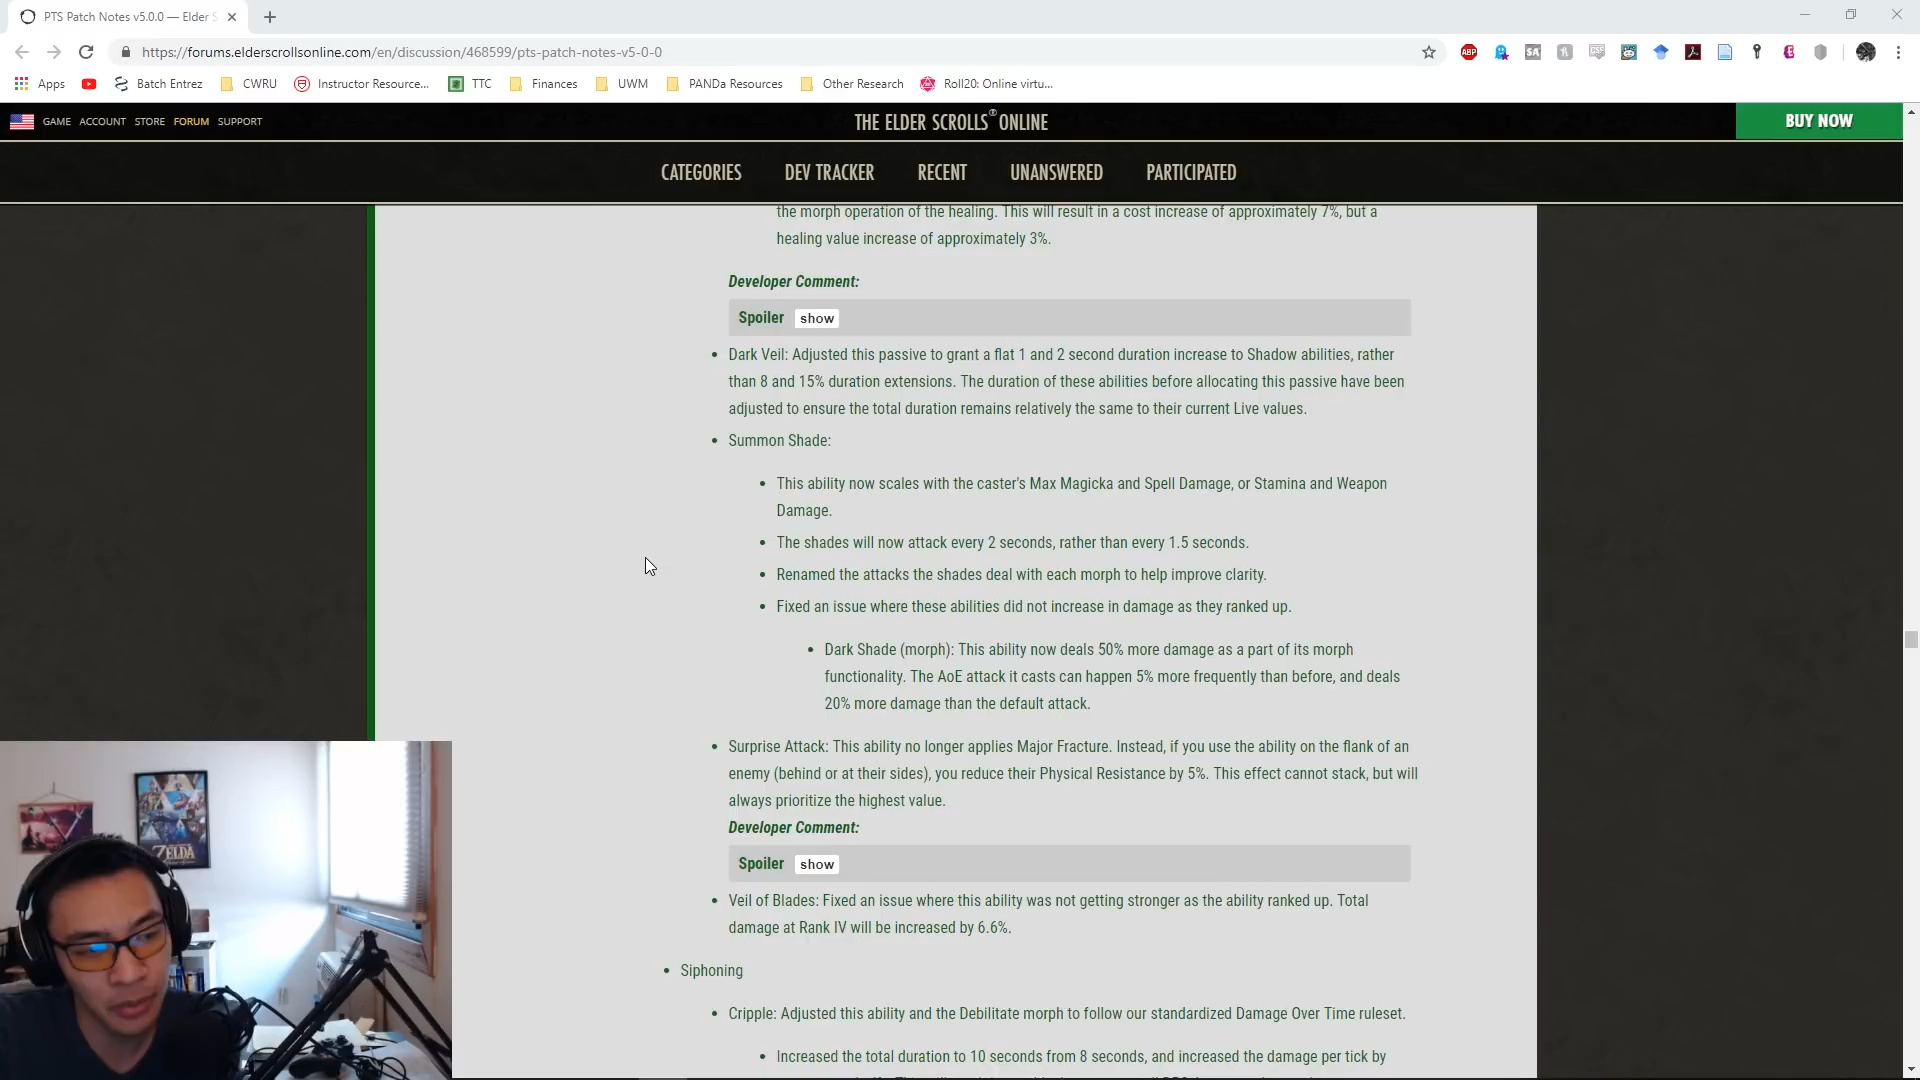 PTS Patch Notes v5.0.0 — Elder S
https://forums.elderscrollsonline.com/en/discussion/468599/pts-patch-notes-v5-0-0
Apps Batch Entrez CWRU Instructor Resource... TTC Finances UWM PANDa Resources Other Research Roll20: Online virtu...
GAME ACCOUNT STORE FORUM SUPPORT THE ELDER SCROLLS® ONLINE BUY NOW
CATEGORIES DEV TRACKER RECENT UNANSWERED PARTICIPATED
the morph operation of the healing. This will result in a cost increase of approximately 7%, but a
healing value increase of approximately 3%.
Developer Comment:
Spoiler show
• Dark Veil: Adjusted this passive to grant a flat 1 and 2 second duration increase to Shadow abilities, rather
than 8 and 15% duration extensions. The duration of these abilities before allocating this passive have been
adjusted to ensure the total duration remains relatively the same to their current Live values.
• Summon Shade:
• This ability now scales with the caster's Max Magicka and Spell Damage, or Stamina and Weapon
Damage.
• The shades will now attack every 2 seconds, rather than every 1.5 seconds.
• Renamed the attacks the shades deal with each morph to help improve clarity.
• Fixed an issue where these abilities did not increase in damage as they ranked up.
• Dark Shade (morph): This ability now deals 50% more damage as a part of its morph
functionality. The AoE attack it casts can happen 5% more frequently than before, and deals
20% more damage than the default attack.
• Surprise Attack: This ability no longer applies Major Fracture. Instead, if you use the ability on the flank of an
enemy (behind or at their sides), you reduce their Physical Resistance by 5%. This effect cannot stack, but will
always prioritize the highest value.
Developer Comment:
Spoiler show
• Veil of Blades: Fixed an issue where this ability was not getting stronger as the ability ranked up. Total
damage at Rank IV will be increased by 6.6%.
• Siphoning
• Cripple: Adjusted this ability and the Debilitate morph to follow our standardized Damage Over Time ruleset.
• Increased the total duration to 10 seconds from 8 seconds, and increased the damage per tick by
ZELDA